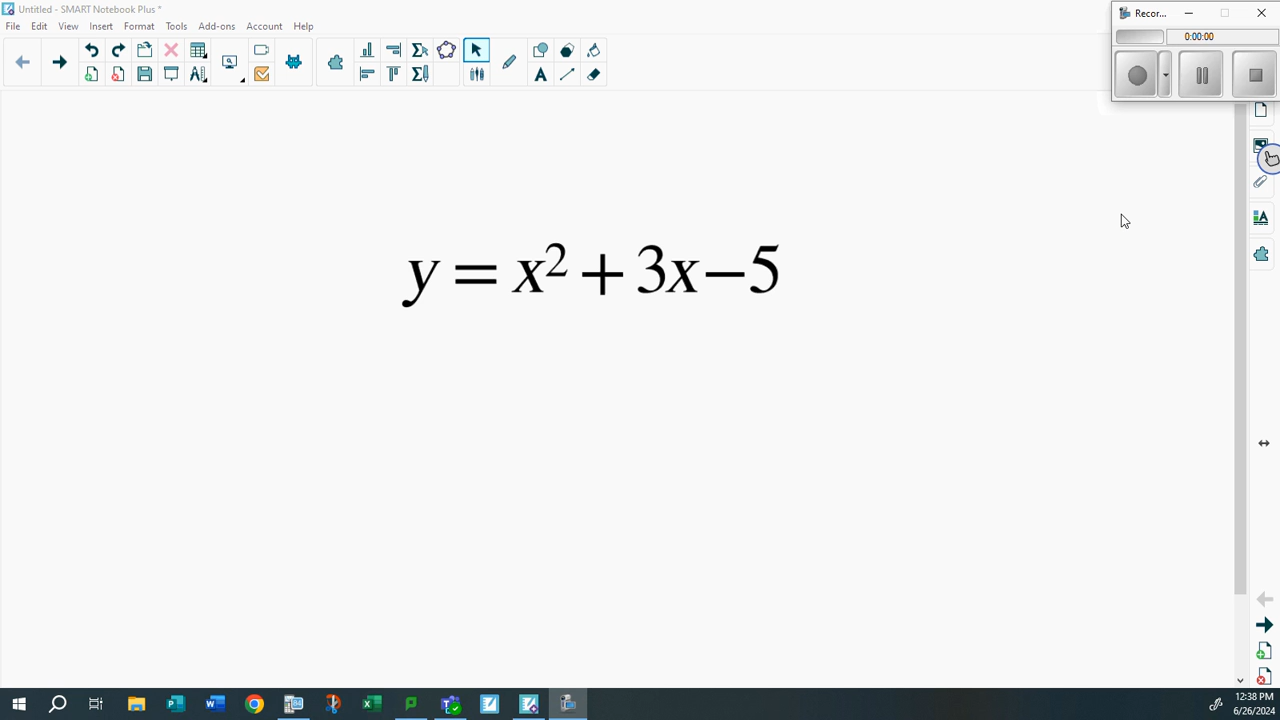 Untitled - SMART Notebook Plus *
File Edit View Insert Format Tools Add-ons Account Help
Recor...
0:00:00
y = x² + 3x – 5
12:38 PM
6/26/2024